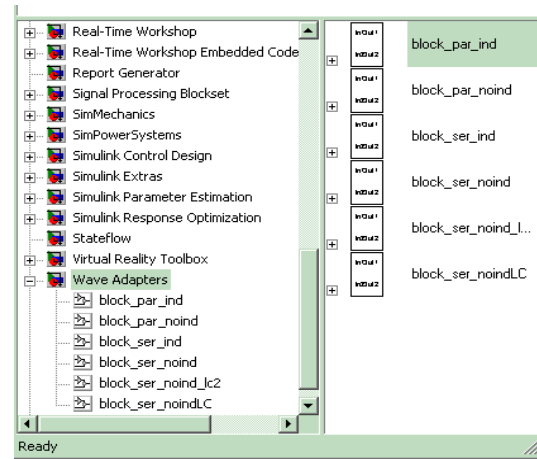 Real-Time Workshop
Real-Time Workshop Embedded Code
Report Generator
Signal Processing Blockset
SimMechanics
SimPowerSystems
Simulink Control Design
Simulink Extras
Simulink Parameter Estimation
Simulink Response Optimization
Stateflow
Virtual Reality Toolbox
Wave Adapters
block_par_ind
block_par_noind
block_ser_ind
block_ser_noind
block_ser_noind_lc2
block_ser_noindLC
block_par_ind
block_par_noind
block_ser_ind
block_ser_noind
block_ser_noind_l...
block_ser_noindLC
Ready